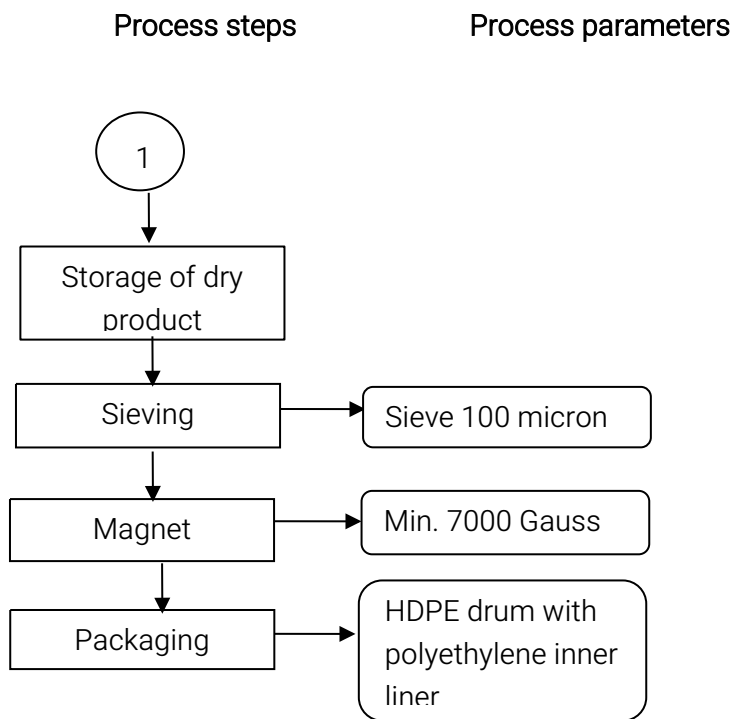 Process steps
Process parameters
1
Storage of dry
product
Sieving
Sieve 100 micron
Magnet
Min. 7000 Gauss
Packaging
HDPE drum with
polyethylene inner
liner